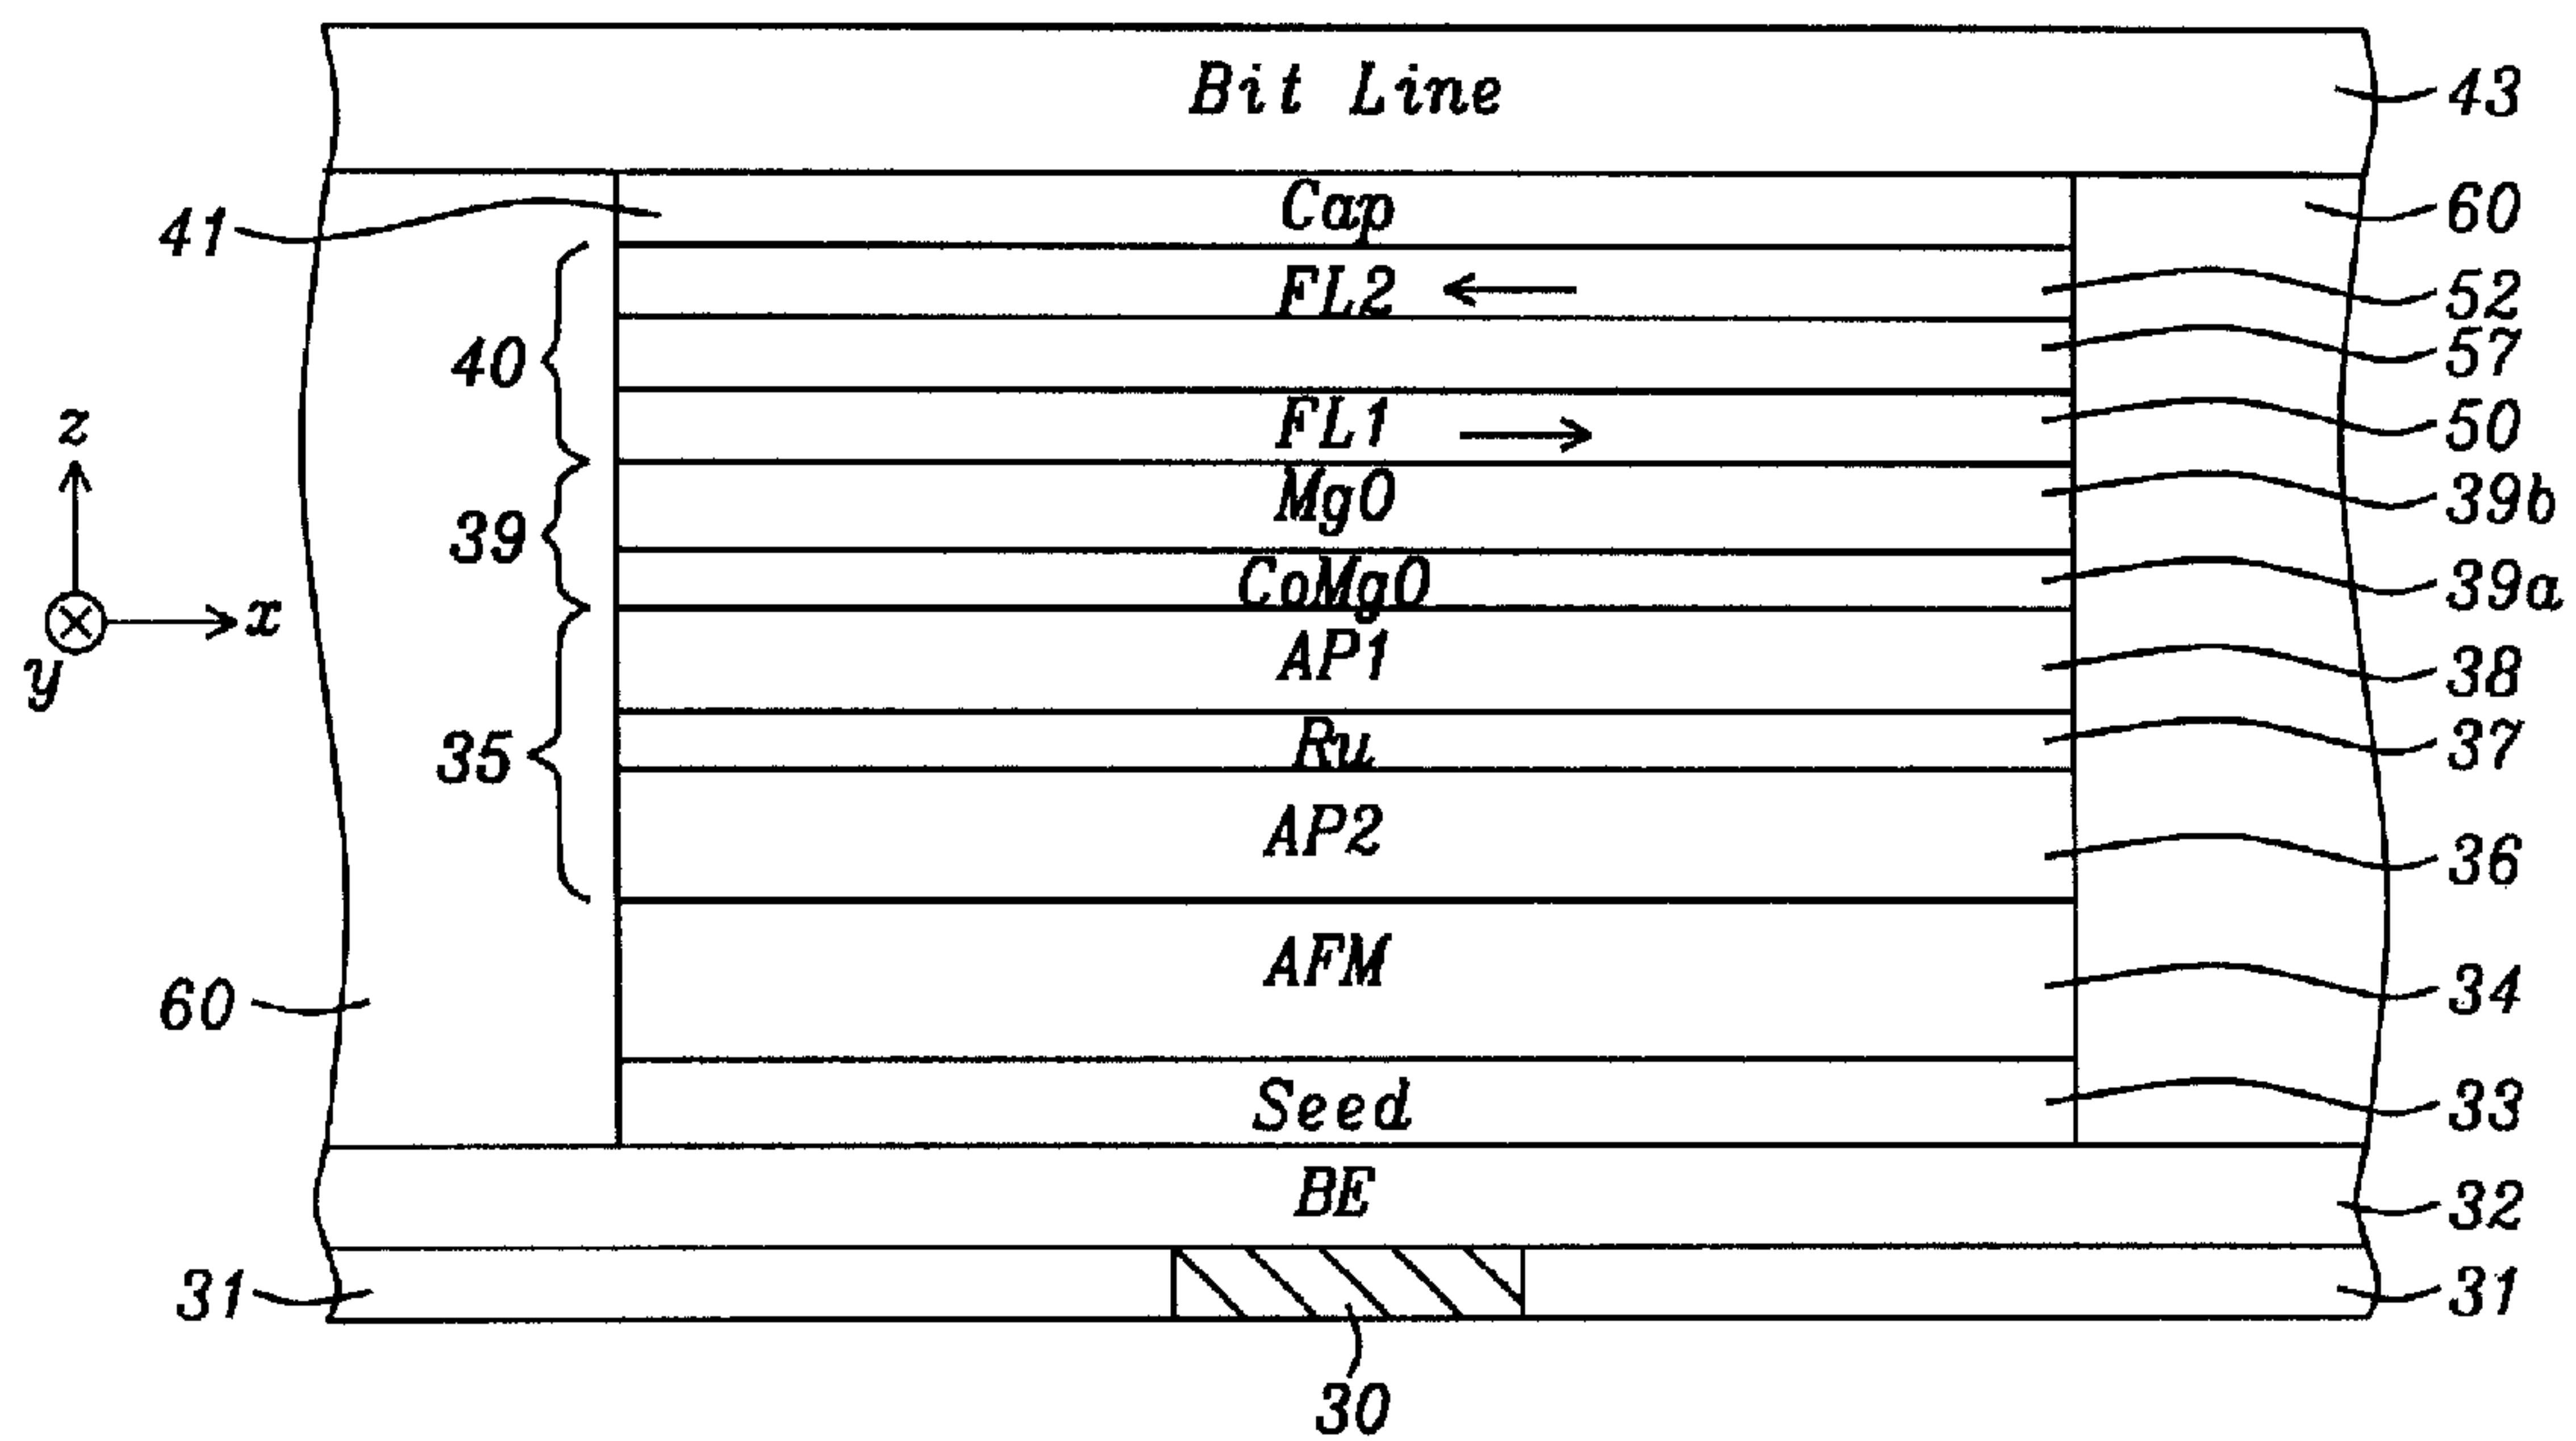 Bit Line 43
Cap 60
41
FL2 52
40 57
z FL1 50
MgO 39b
39 CoMgO 39a
x
y AP1 38
35 Ru 37
AP2 36
AFM 34
60
Seed 33
BE 32
31 31
30